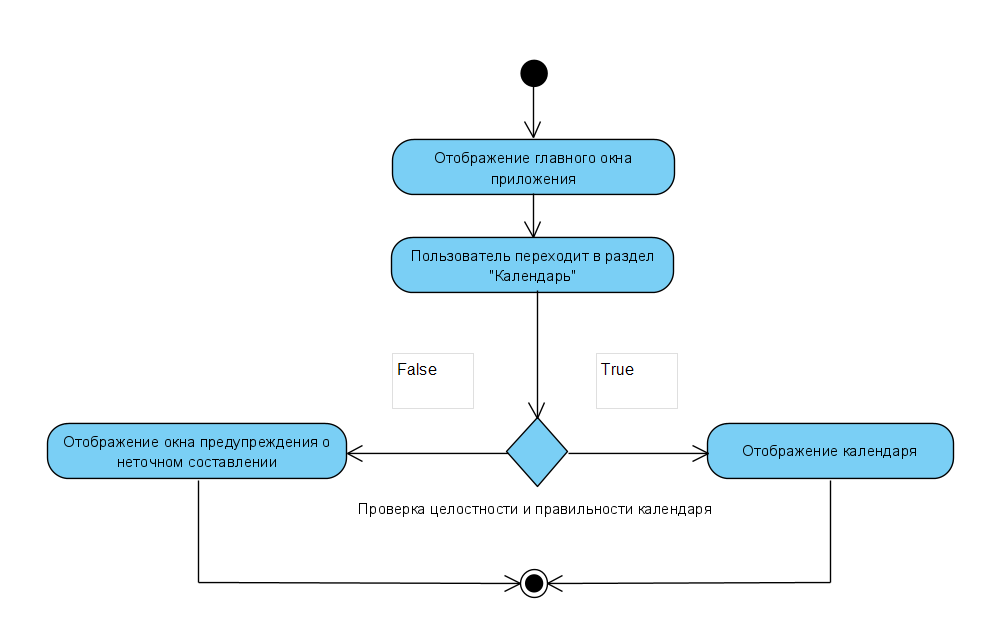 Отображение главного окна
приложения
Пользователь переходит в раздел
"Календарь"
False
True
Отображение окна предупреждения о
неточном составлении
Отображение календаря
Проверка целостности и правильности календаря